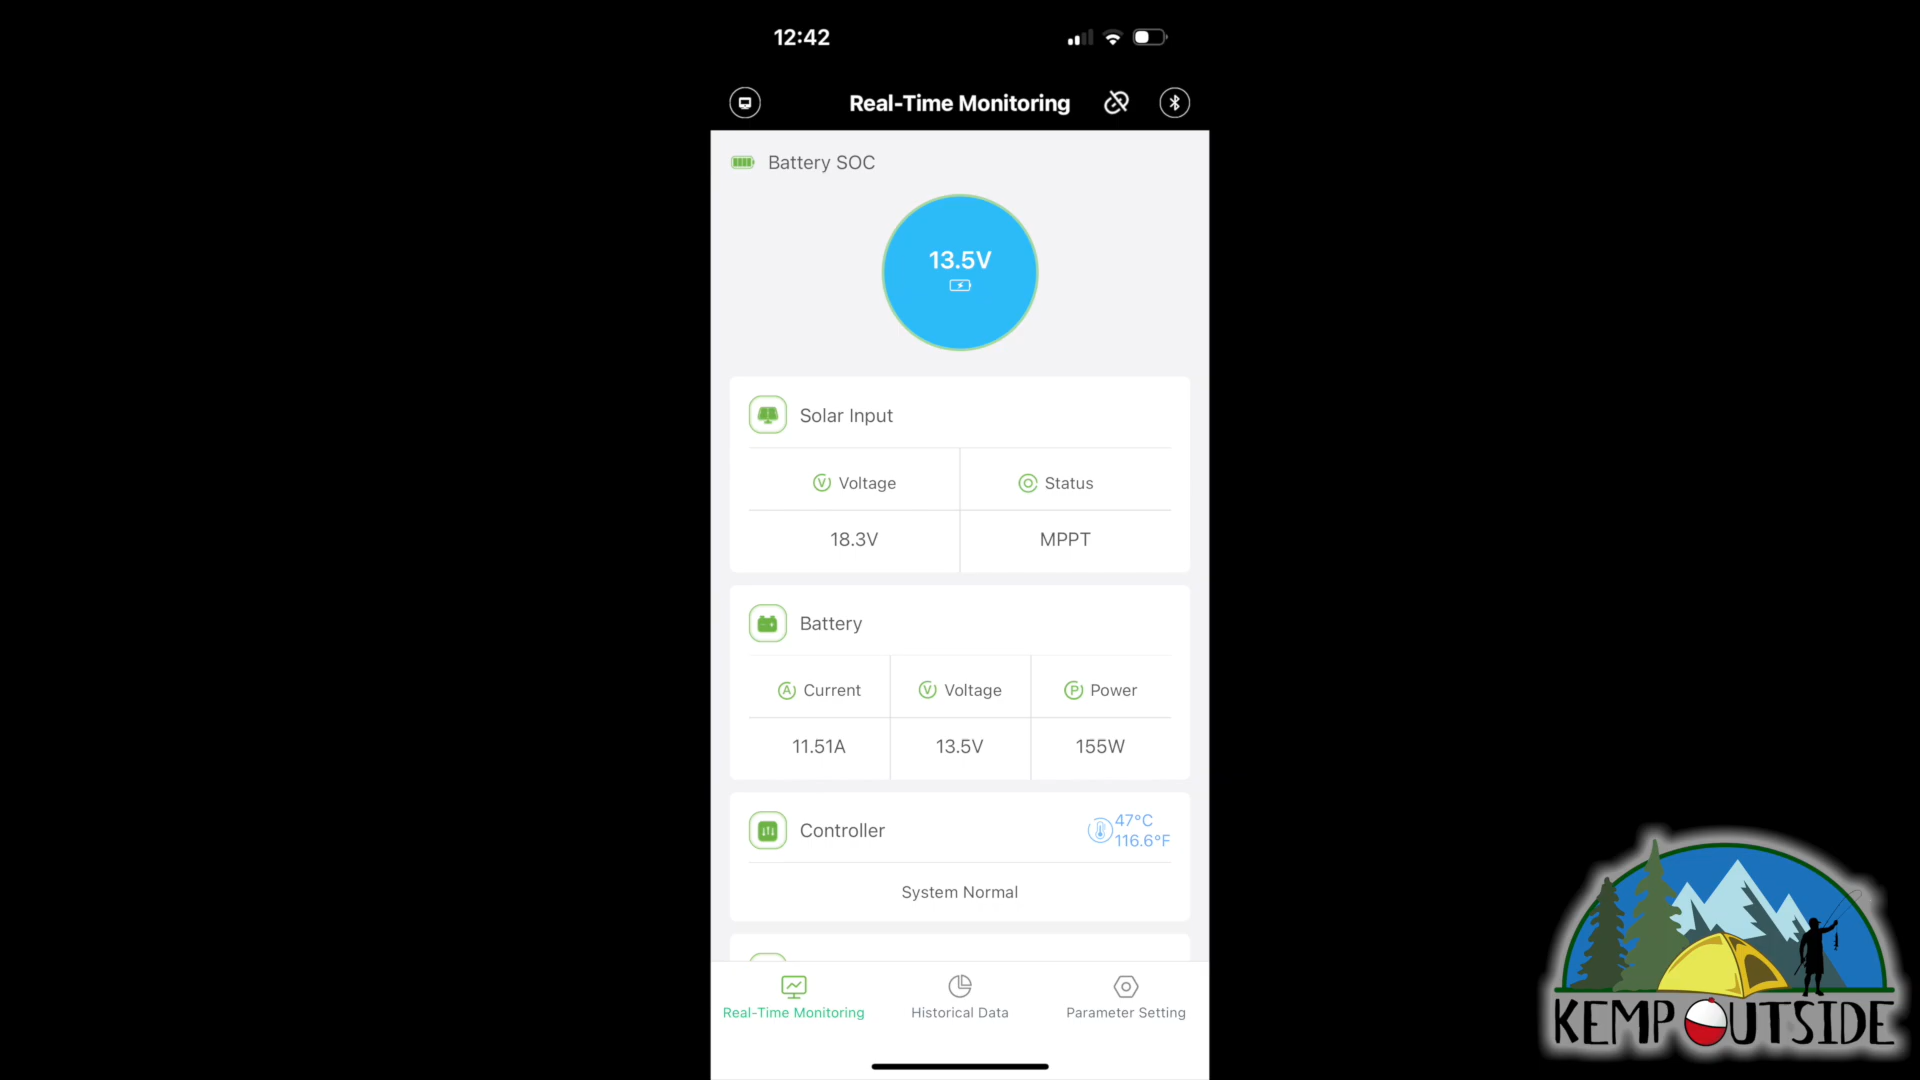 12:42
Real-Time Monitoring
Battery SOC
13.5V
Solar Input
Voltage
Status
18.3V
MPPT
Battery
Current
Voltage
Power
11.51A
13.5V
155W
Controller
47°C
116.6°F
System Normal
Real-Time Monitoring
Historical Data
Parameter Setting
KEMP OUTSIDE